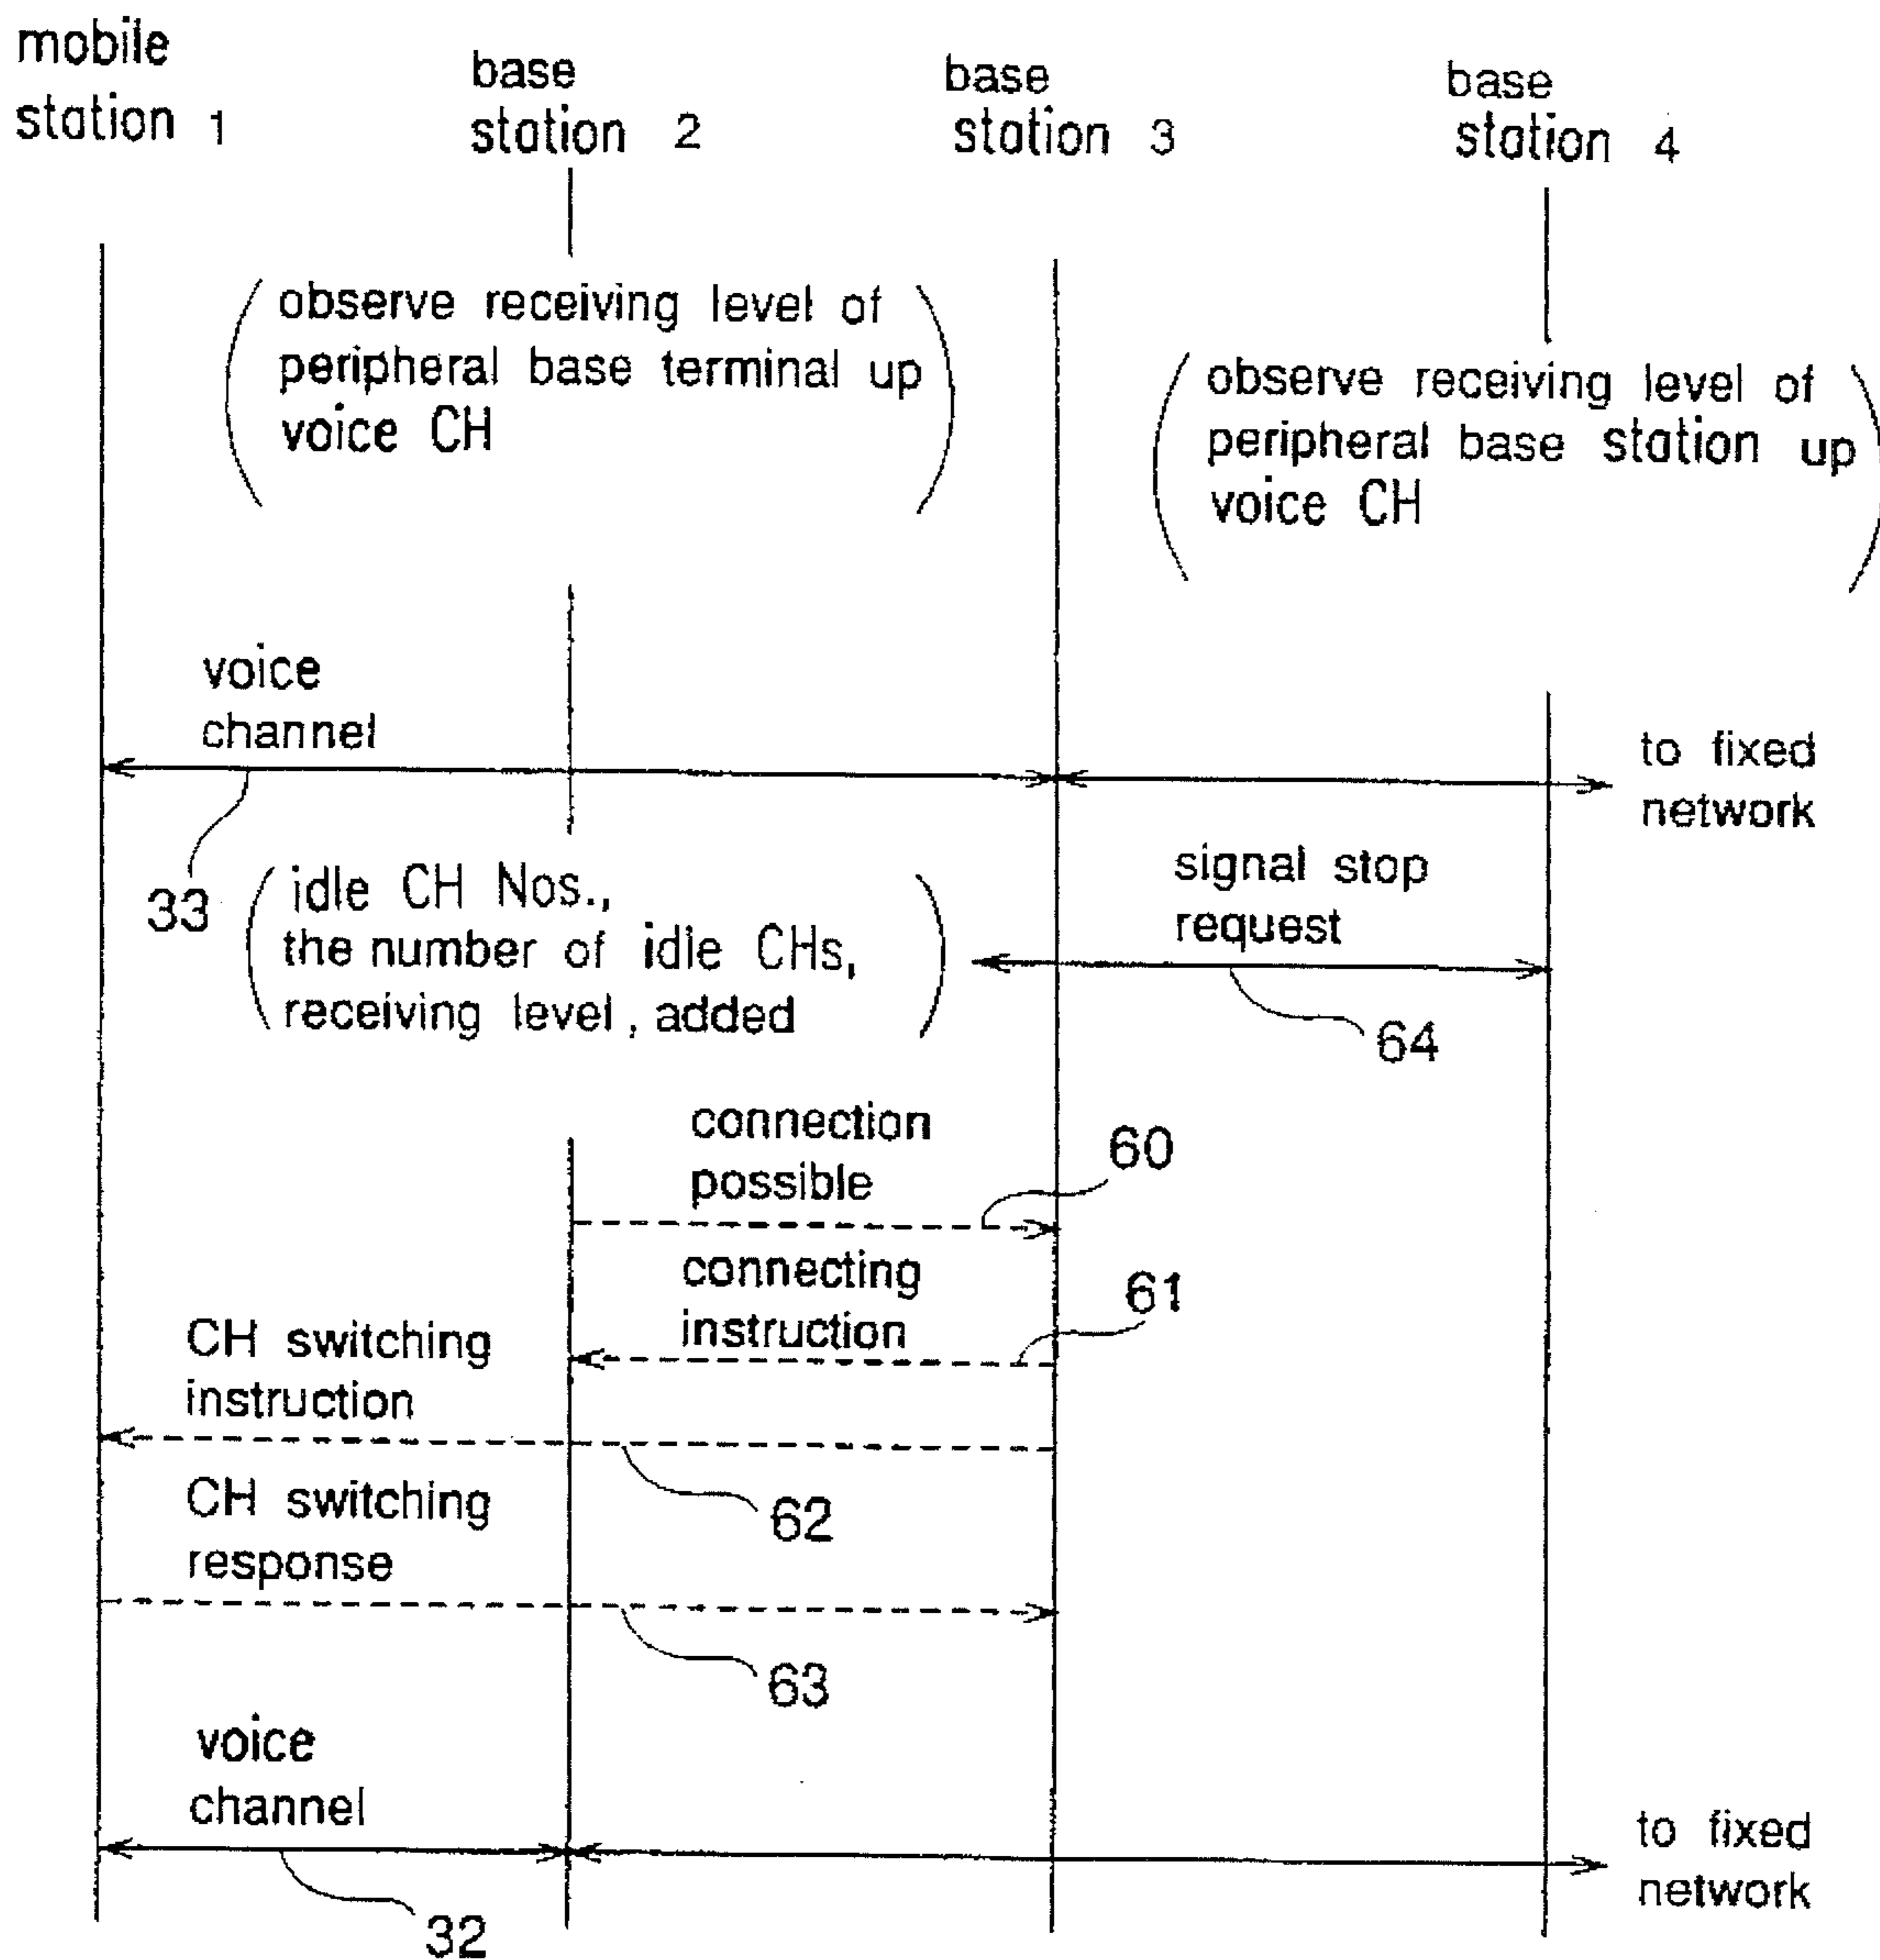 mobile
station 1
base
station 2
base
station 3
base
station 4
observe receiving level of
peripheral base terminal up
voice CH
observe receiving level of
peripheral base station up
voice CH
voice
channel
to fixed
network
33
idle CH Nos.,
the number of idle CHs,
receiving level, added
signal stop
request
64
connection
possible
60
connecting
instruction
61
CH switching
instruction
62
CH switching
response
63
voice
channel
to fixed
network
32